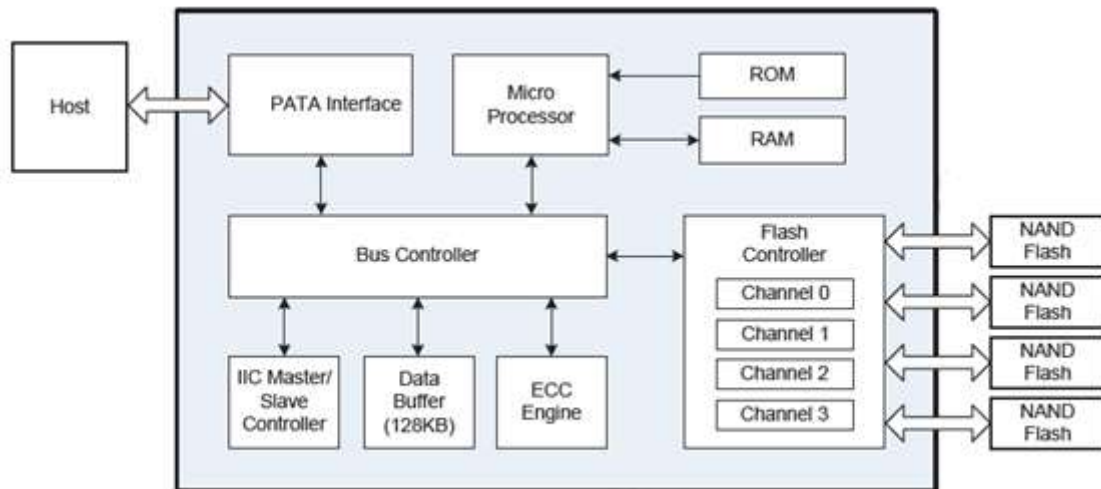 Host
PATA Interface
Micro
Processor
ROM
RAM
Bus Controller
Flash
Controller
Channel 0
Channel 1
Channel 2
Channel 3
NAND
Flash
NAND
Flash
NAND
Flash
NAND
Flash
IIC Master/
Slave
Controller
Data
Buffer
(128KB)
ECC
Engine